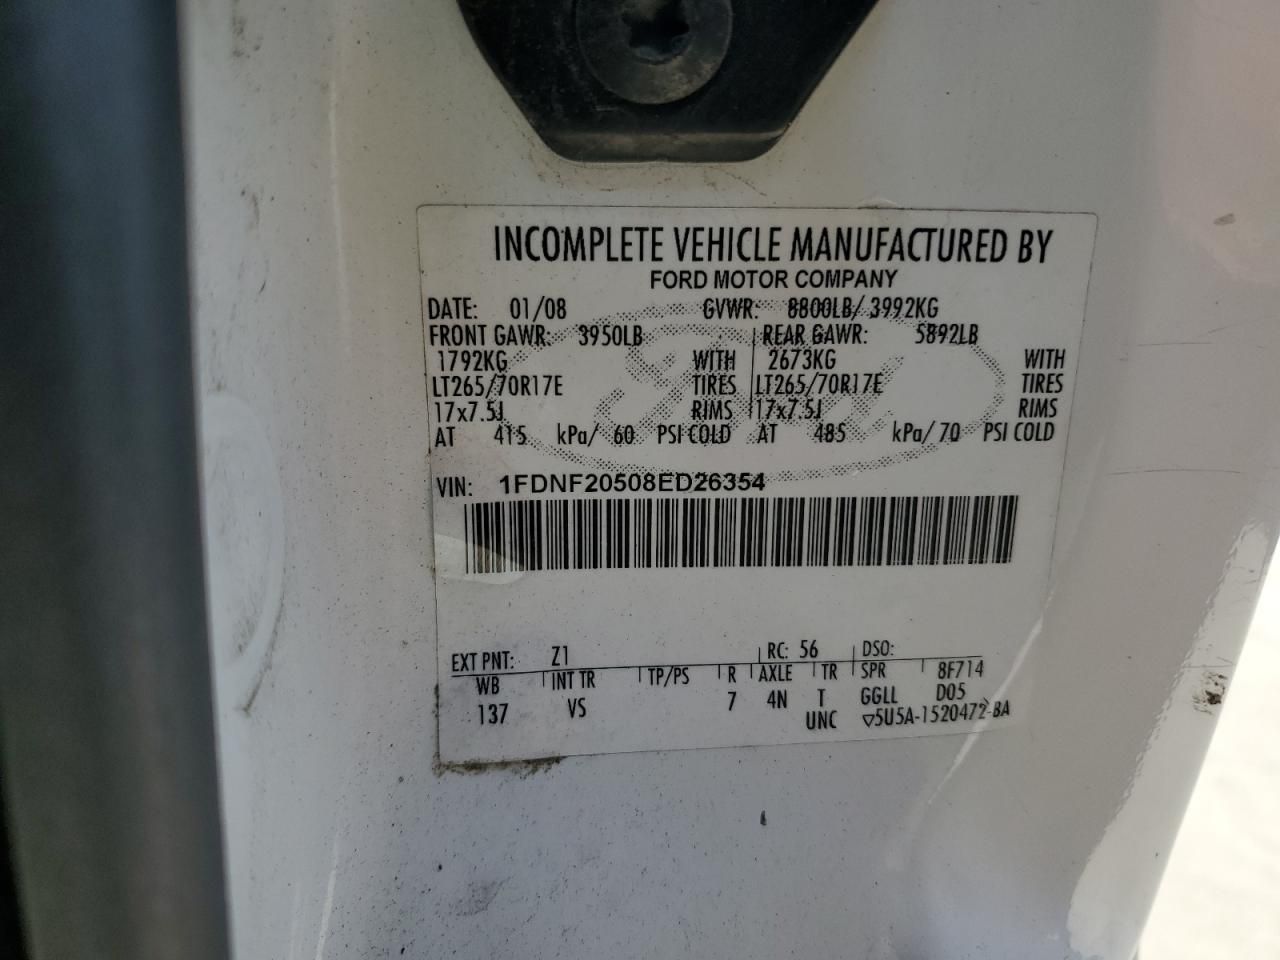 INCOMPLETE VEHICLE MANUFACTURED BY
FORD MOTOR COMPANY
DATE: 01/08 GVWR: 8800LB/ 3992KG
FRONT GAWR: 3950LB REAR GAWR: 5892LB
1792KG WITH 2673KG WITH
LT265/70R17E TIRES LT265/70R17E TIRES
17x7.5J RIMS 17x7.5J RIMS
AT 415 kPa/ 60 PSI COLD AT 485 kPa/ 70 PSI COLD
VIN: 1FDNF20508ED26354
EXT PNT: Z1 RC: 56 DSO:
WB INT TR TP/PS R AXLE TR SPR 8F714
137 VS 7 4N T GGLL D05
UNC ▽5U5A-1520472-BA